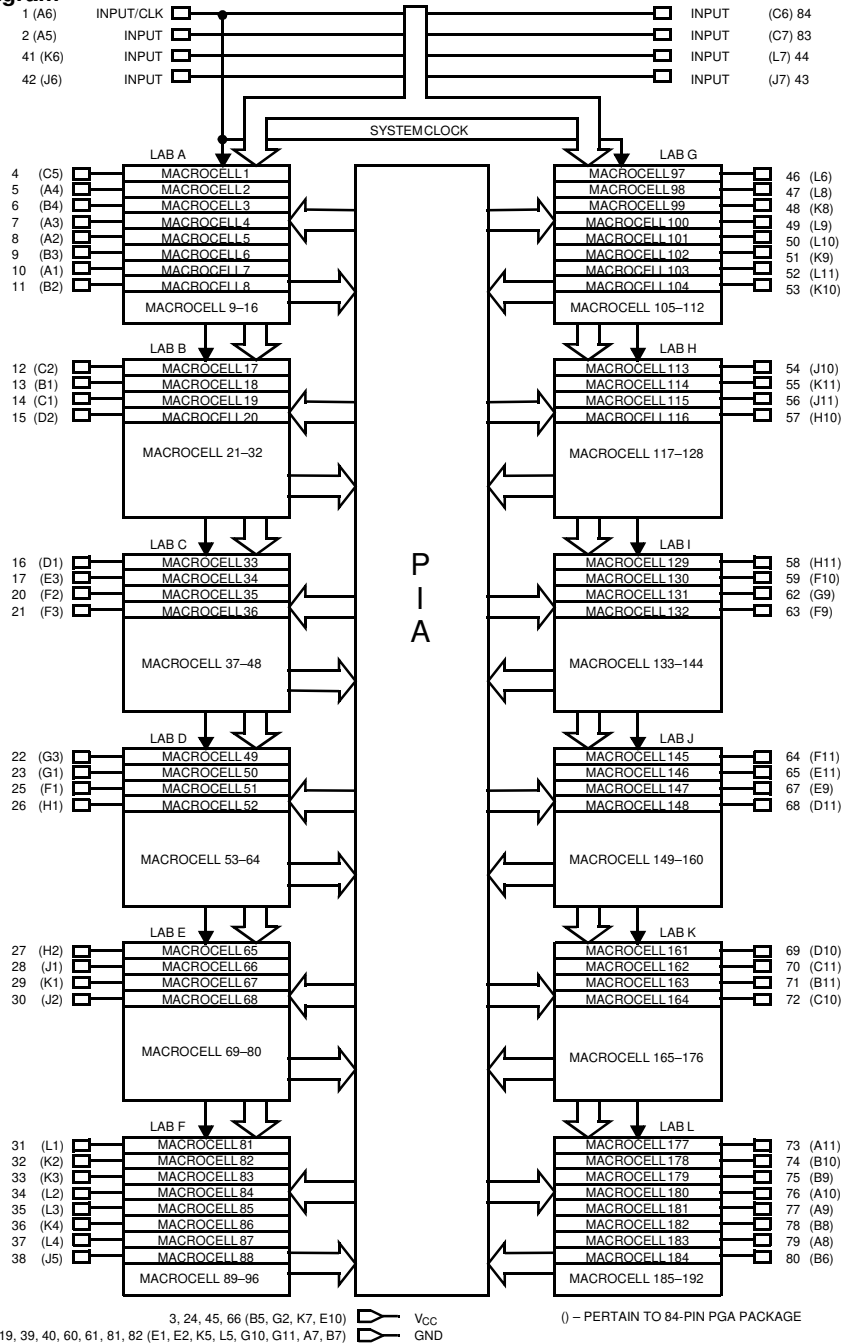 1 (A6) INPUT/CLK INPUT (C6) 84
2 (A5) INPUT INPUT (C7) 83
41 (K6) INPUT INPUT (L7) 44
42 (J6) INPUT INPUT (J7) 43
SYSTEM CLOCK
LAB A LAB G
4 (C5) MACROCELL 1 MACROCELL 97 46 (L6)
5 (A4) MACROCELL 2 MACROCELL 98 47 (L8)
6 (B4) MACROCELL 3 MACROCELL 99 48 (K8)
7 (A3) MACROCELL 4 MACROCELL 100 49 (L9)
8 (A2) MACROCELL 5 MACROCELL 101 50 (L10)
9 (B3) MACROCELL 6 MACROCELL 102 51 (K9)
10 (A1) MACROCELL 7 MACROCELL 103 52 (L11)
11 (B2) MACROCELL 8 MACROCELL 104 53 (K10)
MACROCELL 9–16 MACROCELL 105–112
LAB B LAB H
12 (C2) MACROCELL 17 MACROCELL 113 54 (J10)
13 (B1) MACROCELL 18 MACROCELL 114 55 (K11)
14 (C1) MACROCELL 19 MACROCELL 115 56 (J11)
15 (D2) MACROCELL 20 MACROCELL 116 57 (H10)
MACROCELL 21–32 MACROCELL 117–128
LAB C LAB I
16 (D1) MACROCELL 33 MACROCELL 129 58 (H11)
17 (E3) MACROCELL 34 MACROCELL 130 59 (F10)
20 (F2) MACROCELL 35 MACROCELL 131 62 (G9)
21 (F3) MACROCELL 36 MACROCELL 132 63 (F9)
P
I
A
MACROCELL 37–48 MACROCELL 133–144
LAB D LAB J
22 (G3) MACROCELL 49 MACROCELL 145 64 (F11)
23 (G1) MACROCELL 50 MACROCELL 146 65 (E11)
25 (F1) MACROCELL 51 MACROCELL 147 67 (E9)
26 (H1) MACROCELL 52 MACROCELL 148 68 (D11)
MACROCELL 53–64 MACROCELL 149–160
LAB E LAB K
27 (H2) MACROCELL 65 MACROCELL 161 69 (D10)
28 (J1) MACROCELL 66 MACROCELL 162 70 (C11)
29 (K1) MACROCELL 67 MACROCELL 163 71 (B11)
30 (J2) MACROCELL 68 MACROCELL 164 72 (C10)
MACROCELL 69–80 MACROCELL 165–176
LAB F LAB L
31 (L1) MACROCELL 81 MACROCELL 177 73 (A11)
32 (K2) MACROCELL 82 MACROCELL 178 74 (B10)
33 (K3) MACROCELL 83 MACROCELL 179 75 (B9)
34 (L2) MACROCELL 84 MACROCELL 180 76 (A10)
35 (L3) MACROCELL 85 MACROCELL 181 77 (A9)
36 (K4) MACROCELL 86 MACROCELL 182 78 (B8)
37 (L4) MACROCELL 87 MACROCELL 183 79 (A8)
38 (J5) MACROCELL 88 MACROCELL 184 80 (B6)
MACROCELL 89–96 MACROCELL 185–192
3, 24, 45, 66 (B5, G2, K7, E10) VCC () – PERTAIN TO 84-PIN PGA PACKAGE
19, 39, 40, 60, 61, 81, 82 (E1, E2, K5, L5, G10, G11, A7, B7) GND